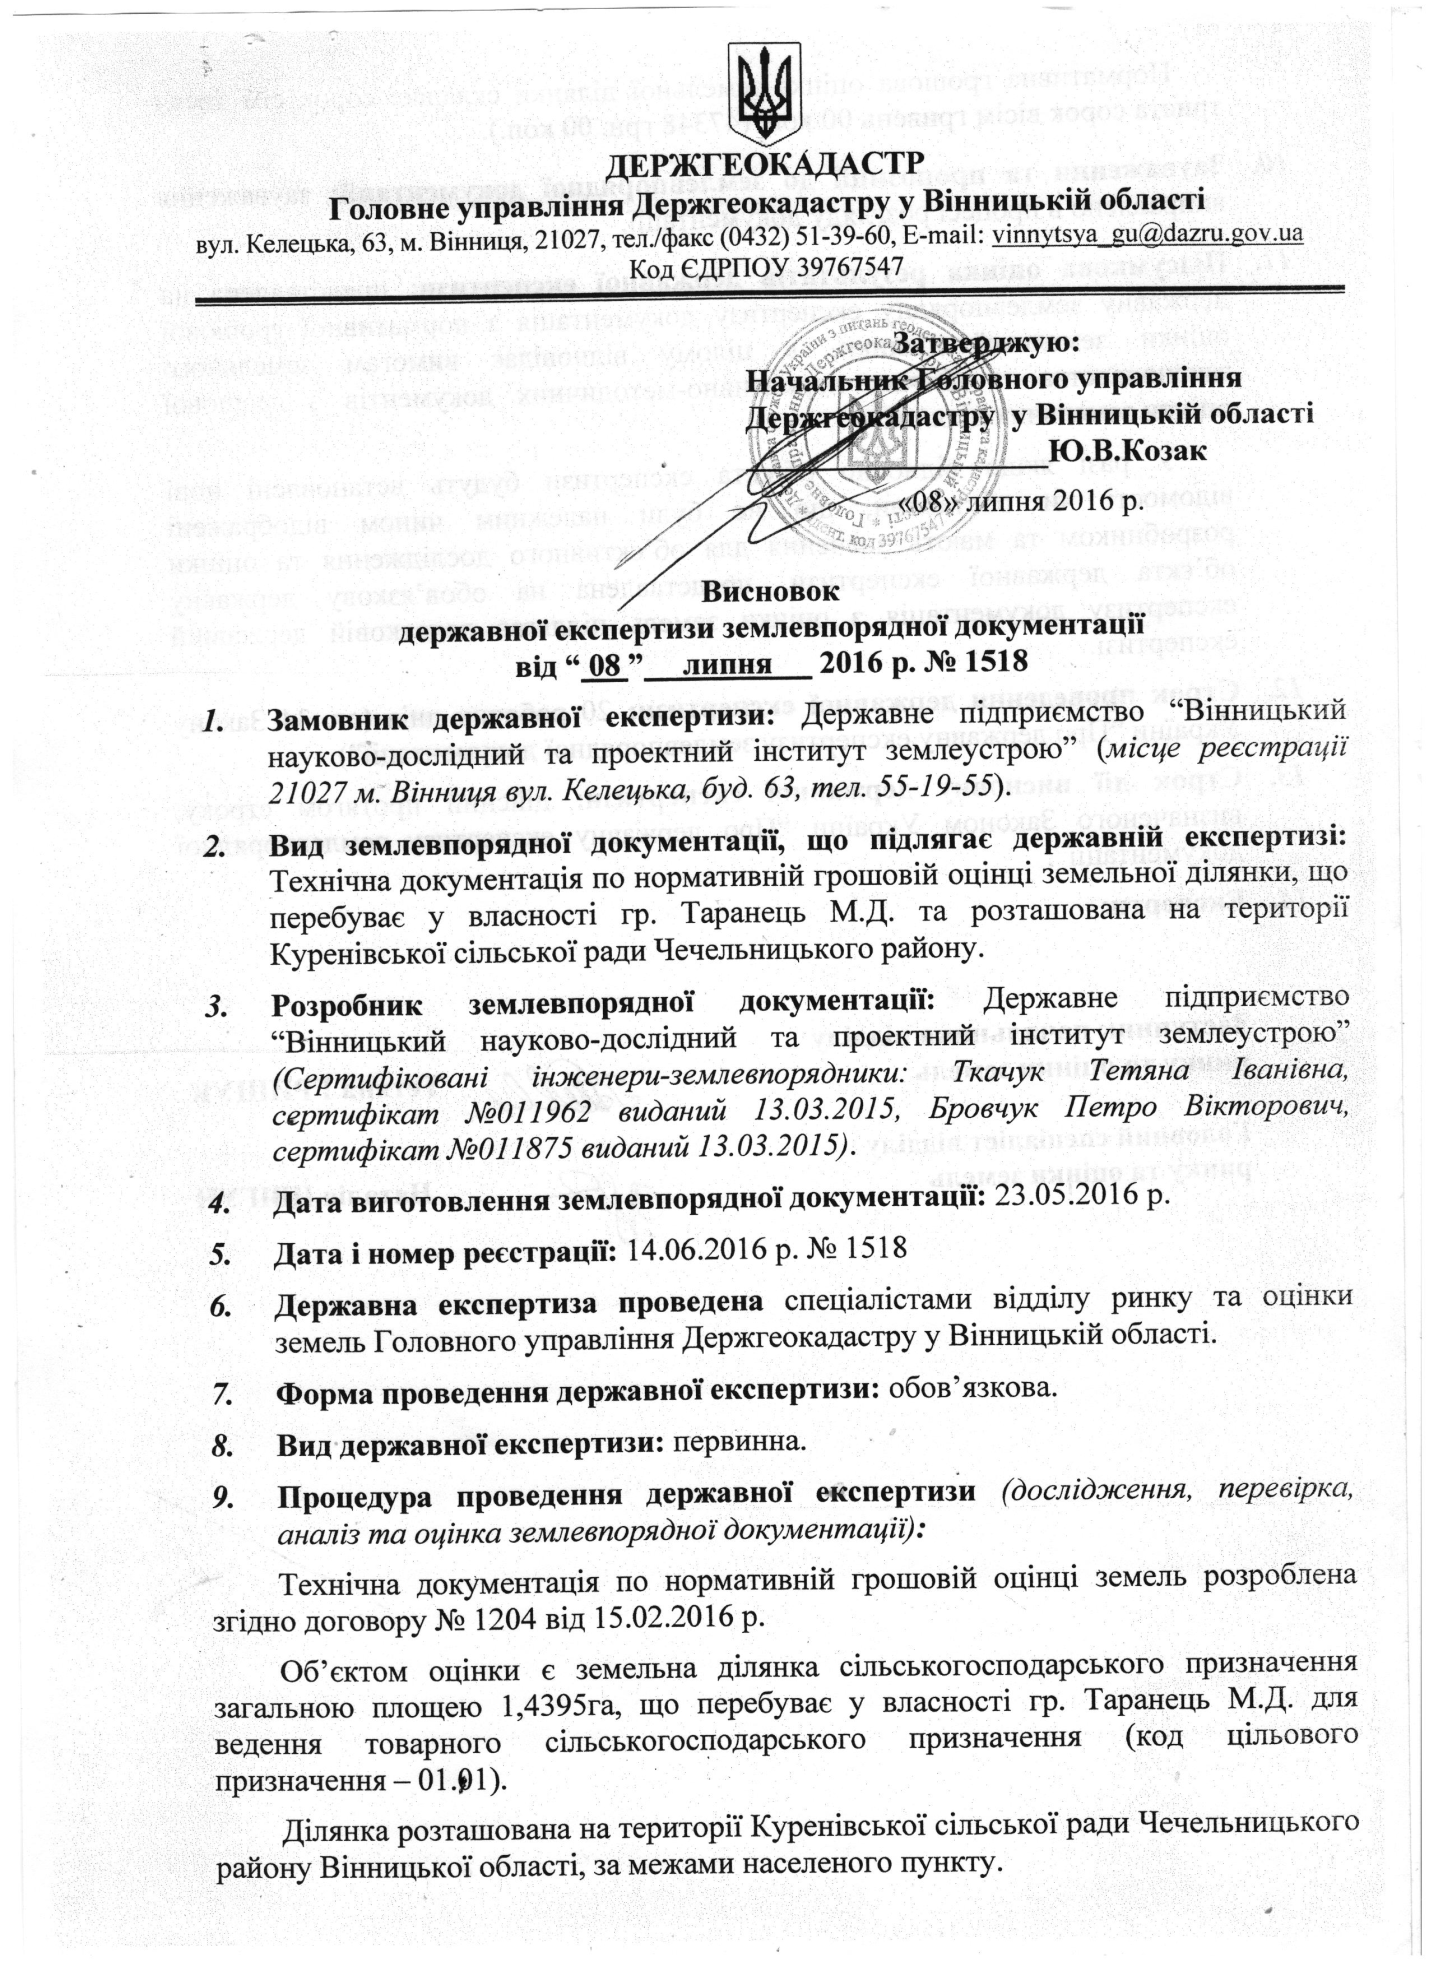 ДЕРЖГЕОКАДАСТР
Головне управління Держгеокадастру у Вінницькій області
вул. Келецька, 63, м. Вінниця, 21027, тел./факс (0432) 51-39-60, E-mail: vinnytsya_gu@dazru.gov.ua
Код ЄДРПОУ 39767547
Затверджую:
Начальник Головного управління
Держгеокадастру у Вінницькій області
Ю.В.Козак
«08» липня 2016 р.
Висновок
державної експертизи землевпорядної документації
від “ 08 ” липня 2016 р. № 1518
1. Замовник державної експертизи: Державне підприємство “Вінницький
науково-дослідний та проектний інститут землеустрою” (місце реєстрації
21027 м. Вінниця вул. Келецька, буд. 63, тел. 55-19-55).
2. Вид землевпорядної документації, що підлягає державній експертизі:
Технічна документація по нормативній грошовій оцінці земельної ділянки, що
перебуває у власності гр. Таранець М.Д. та розташована на території
Куренівської сільської ради Чечельницького району.
3. Розробник землевпорядної документації: Державне підприємство
“Вінницький науково-дослідний та проектний інститут землеустрою”
(Сертифіковані інженери-землевпорядники: Ткачук Тетяна Іванівна,
сертифікат №011962 виданий 13.03.2015, Бровчук Петро Вікторович,
сертифікат №011875 виданий 13.03.2015).
4. Дата виготовлення землевпорядної документації: 23.05.2016 р.
5. Дата і номер реєстрації: 14.06.2016 р. № 1518
6. Державна експертиза проведена спеціалістами відділу ринку та оцінки
земель Головного управління Держгеокадастру у Вінницькій області.
7. Форма проведення державної експертизи: обов’язкова.
8. Вид державної експертизи: первинна.
9. Процедура проведення державної експертизи (дослідження, перевірка,
аналіз та оцінка землевпорядної документації):
Технічна документація по нормативній грошовій оцінці земель розроблена
згідно договору № 1204 від 15.02.2016 р.
Об’єктом оцінки є земельна ділянка сільськогосподарського призначення
загальною площею 1,4395га, що перебуває у власності гр. Таранець М.Д. для
ведення товарного сільськогосподарського призначення (код цільового
призначення – 01.01).
Ділянка розташована на території Куренівської сільської ради Чечельницького
району Вінницької області, за межами населеного пункту.